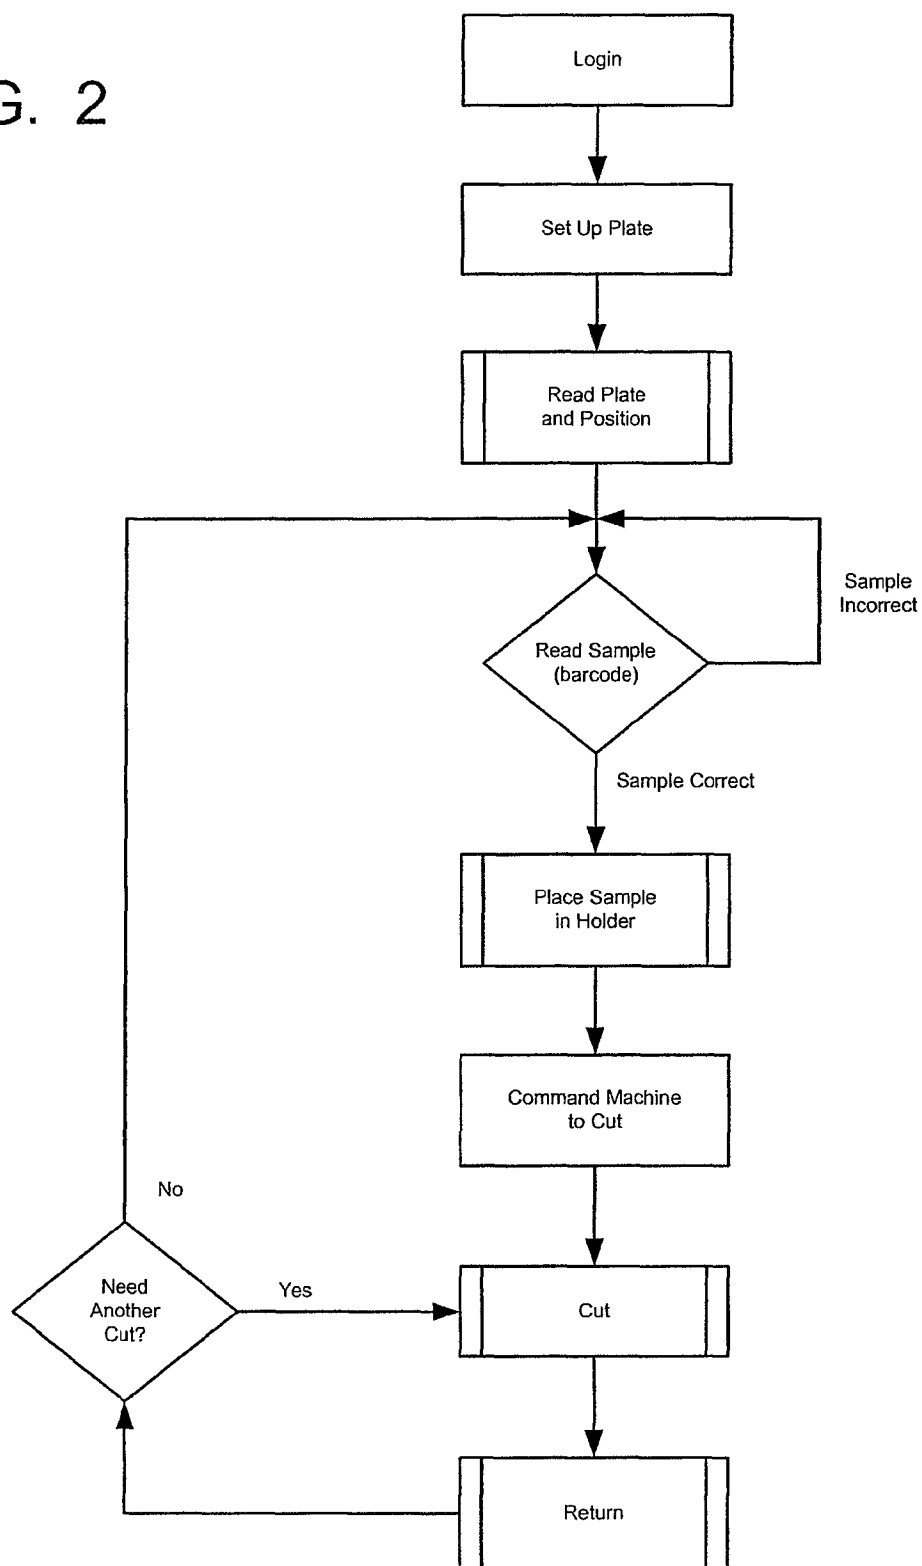 G. 2
Login
Set Up Plate
Read Plate
and Position
Sample
Incorrect
Read Sample
(barcode)
Sample Correct
Place Sample
in Holder
Command Machine
to Cut
No
Need
Another
Cut?
Yes
Cut
Return